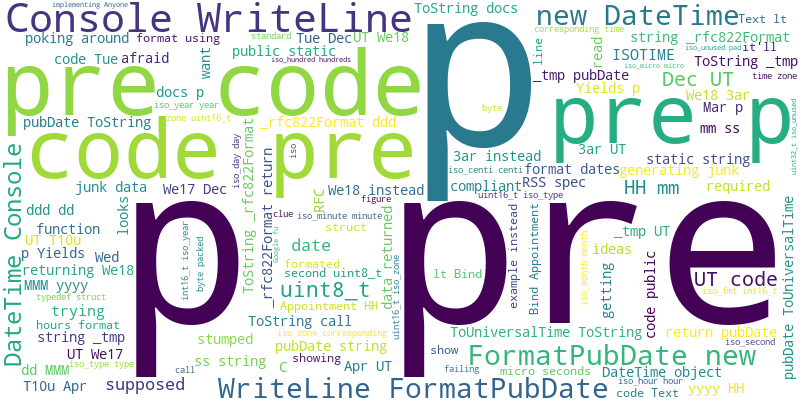 implementing Anyone
Console WriteLine
ToString docs
p
new DateTime
Text lt
poking around
format using
standard
Tue Dec
UT We18
line
corresponding time
string _rfc822Format
iso_unused pad
code Tue
afraid
want
public static
iso_hundred hundreds
read
ISOTIME
it'll
ToString _tmp
pre code
docs p
iso_year year
_tmp pubDate
Yields p
Dec UT
time zone
We18 3ar
zone uint16_t
byte
pubDate ToString
_rfc822Format ddd
Mar p
mm ss
pre p
p
uint32_t iso_unused
code pre
iso
iso_day day
3ar UT
static string
3ar instead
iso_centi centi
format dates
generating junk
junk data
We17 Dec
ToString _rfc822Format
RFC
We18 instead
compliant
RSS spec
uint16_t iso_type
HH mm
required
DateTime Console
ddd dd
looks
p
_rfc822Format return
clue
Google fu
iso_minute minute
figure
struct
pre
example instead
Bind Appointment
_tmp UT
function
UT T10u
int16_t iso_year
byte packed
date
formated
data returned
uint16_t iso_zone
iso_month month
ideas
p Yields
Wed
returning We18
second uint8_t
lt Bind
getting
code public
UT code
MMM yyyy
typedef struct
uint8_t
Appointment HH
iso_fmt int16_t
pubDate ToUniversalTime
trying
hours format
ToString call
iso_zone corresponding
ToUniversalTime ToString
return pubDate
string _tmp
stumped
pubDate string
iso_second
UT We17
ss string
showing
show
FormatPubDate new
dd MMM
iso_type type
call
C
Apr UT
failing
micro seconds
iso_micro micro
DateTime object
T10u Apr
supposed
WriteLine FormatPubDate
iso_hour hour
code Text
yyyy HH